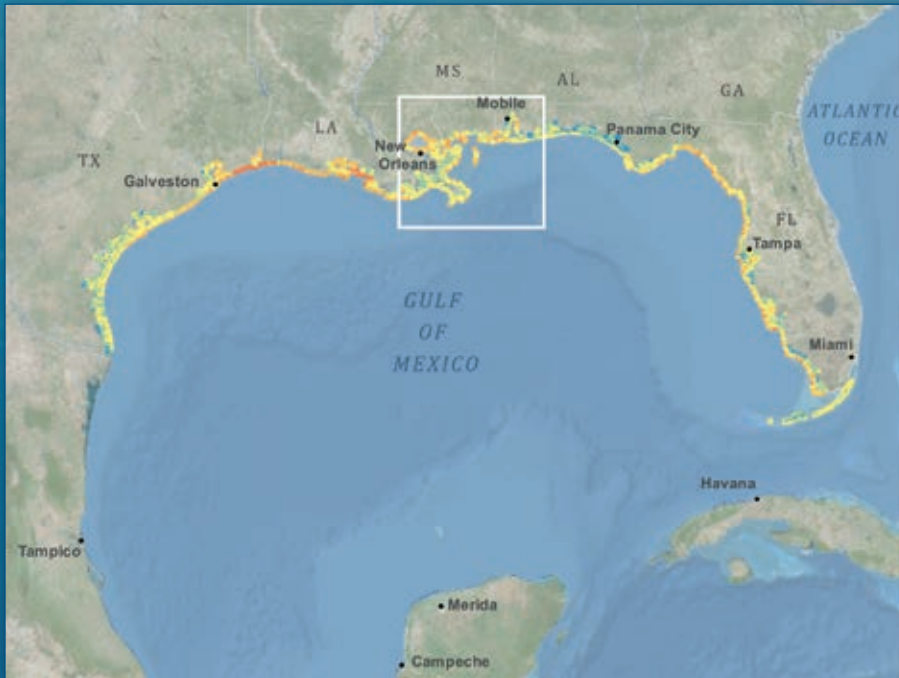 MS
AL
GA
Mobile
ATLANTIC
OCEAN
LA
New
Orleans
Panama City
TX
Galveston
FL
Tampa
GULF
OF
MEXICO
Miami
Havana
Tampico
Merida
Campeche